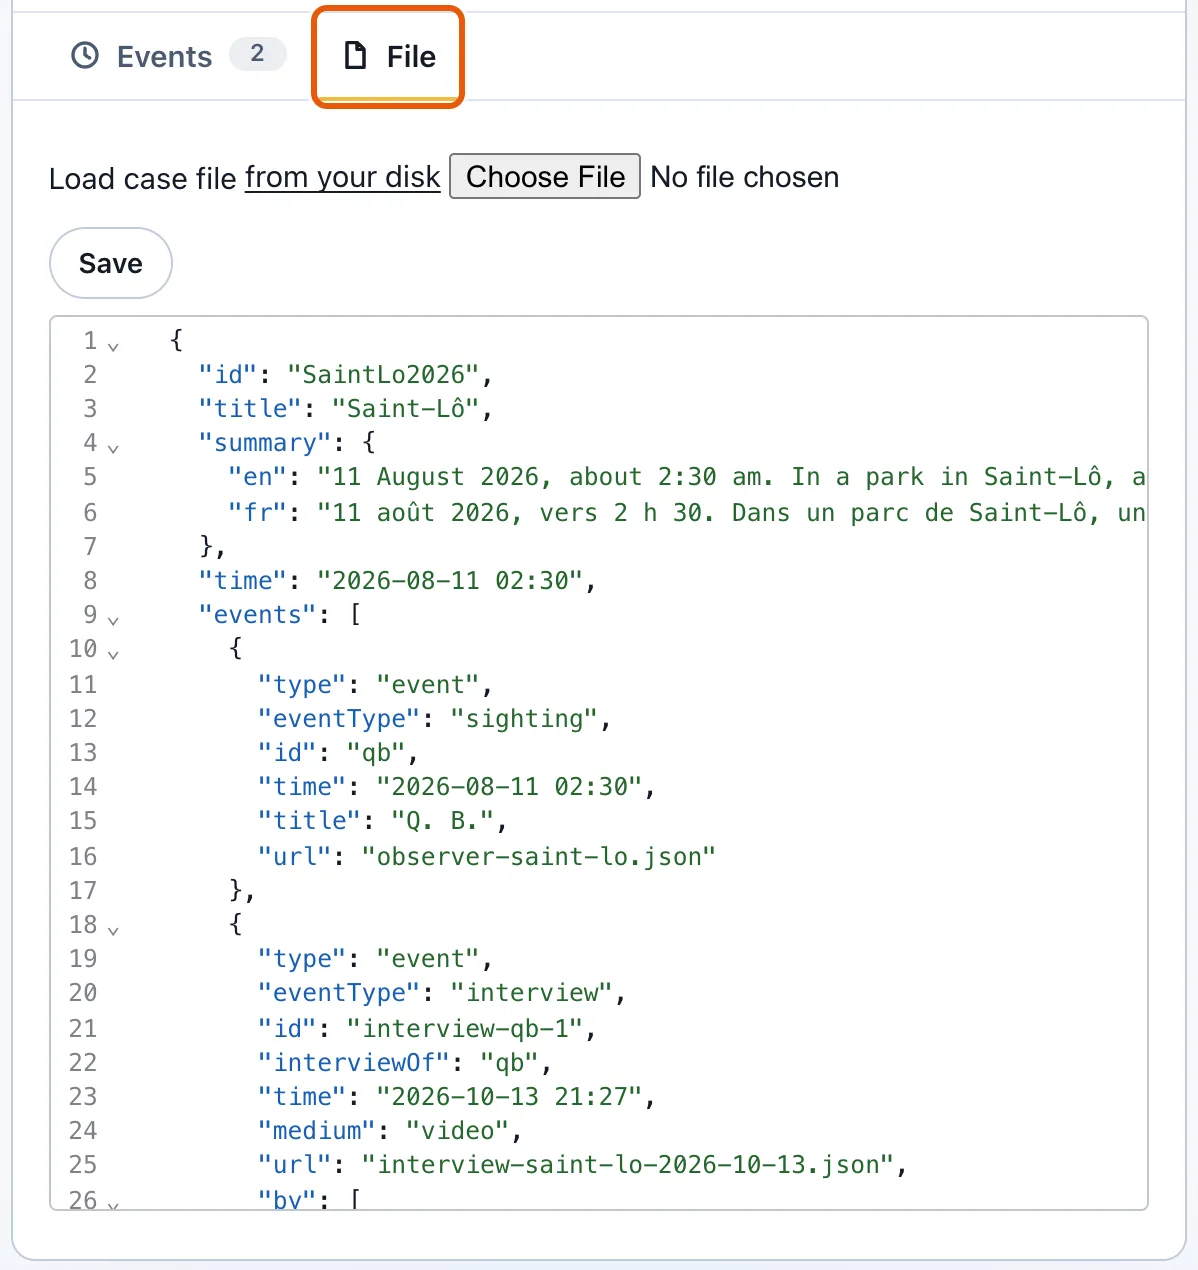 Events 2 File
Load case file from your disk Choose File No file chosen
Save
1 {
2 "id": "SaintLo2026",
3 "title": "Saint-Lô",
4 "summary": {
5 "en": "11 August 2026, about 2:30 am. In a park in Saint-Lô, a
6 "fr": "11 août 2026, vers 2 h 30. Dans un parc de Saint-Lô, un
7 },
8 "time": "2026-08-11 02:30",
9 "events": [
10 {
11 "type": "event",
12 "eventType": "sighting",
13 "id": "qb",
14 "time": "2026-08-11 02:30",
15 "title": "Q. B.",
16 "url": "observer-saint-lo.json"
17 },
18 {
19 "type": "event",
20 "eventType": "interview",
21 "id": "interview-qb-1",
22 "interviewOf": "qb",
23 "time": "2026-10-13 21:27",
24 "medium": "video",
25 "url": "interview-saint-lo-2026-10-13.json",
26 "by": [